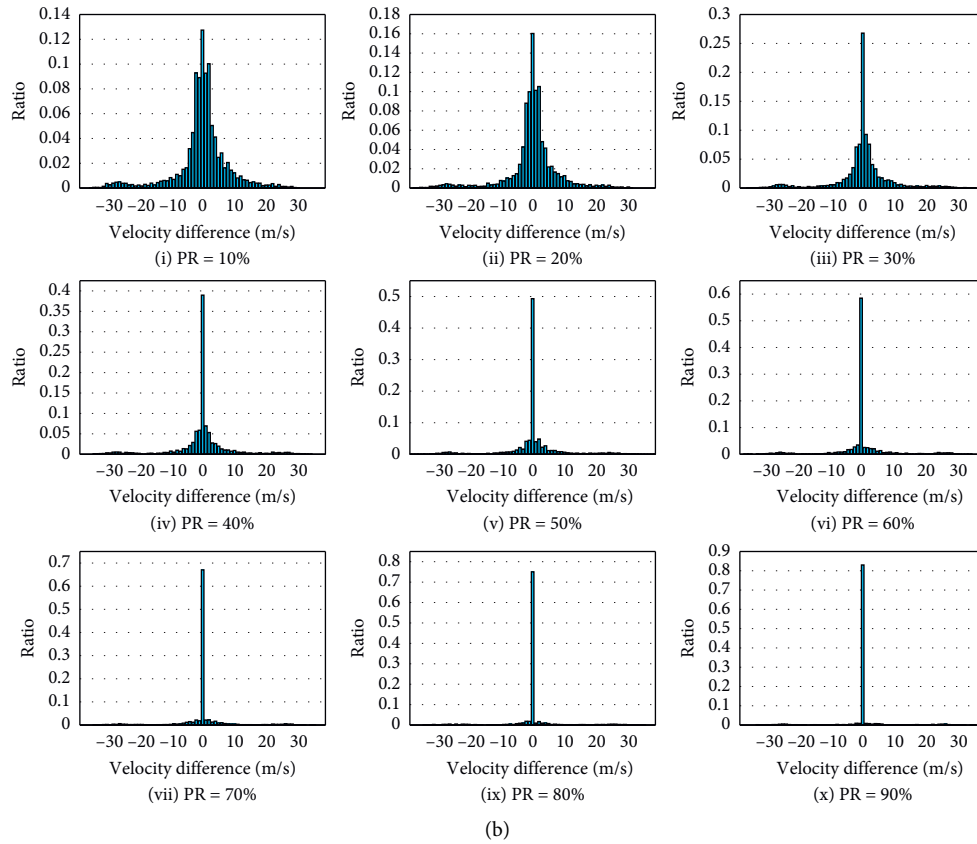 0.14
0.12
0.1
0.08
0.06
0.04
0.02
0
Ratio
−30 −20 −10 0 10 20 30
Velocity difference (m/s)
(i) PR = 10%
0.18
0.16
0.14
0.12
0.1
0.08
0.06
0.04
0.02
0
Ratio
−30 −20 −10 0 10 20 30
Velocity difference (m/s)
(ii) PR = 20%
0.3
0.25
0.2
0.15
0.1
0.05
0
Ratio
−30 −20 −10 0 10 20 30
Velocity difference (m/s)
(iii) PR = 30%
0.4
0.35
0.3
0.25
0.2
0.15
0.1
0.05
0
Ratio
−30 −20 −10 0 10 20 30
Velocity difference (m/s)
(iv) PR = 40%
0.5
0.4
0.3
0.2
0.1
0
Ratio
−30 −20 −10 0 10 20 30
Velocity difference (m/s)
(v) PR = 50%
0.6
0.5
0.4
0.3
0.2
0.1
0
Ratio
−30 −20 −10 0 10 20 30
Velocity difference (m/s)
(vi) PR = 60%
0.7
0.6
0.5
0.4
0.3
0.2
0.1
0
Ratio
−30 −20 −10 0 10 20 30
Velocity difference (m/s)
(vii) PR = 70%
0.8
0.7
0.6
0.5
0.4
0.3
0.2
0.1
0
Ratio
−30 −20 −10 0 10 20 30
Velocity difference (m/s)
(ix) PR = 80%
0.9
0.8
0.7
0.6
0.5
0.4
0.3
0.2
0.1
0
Ratio
−30 −20 −10 0 10 20 30
Velocity difference (m/s)
(x) PR = 90%
(b)